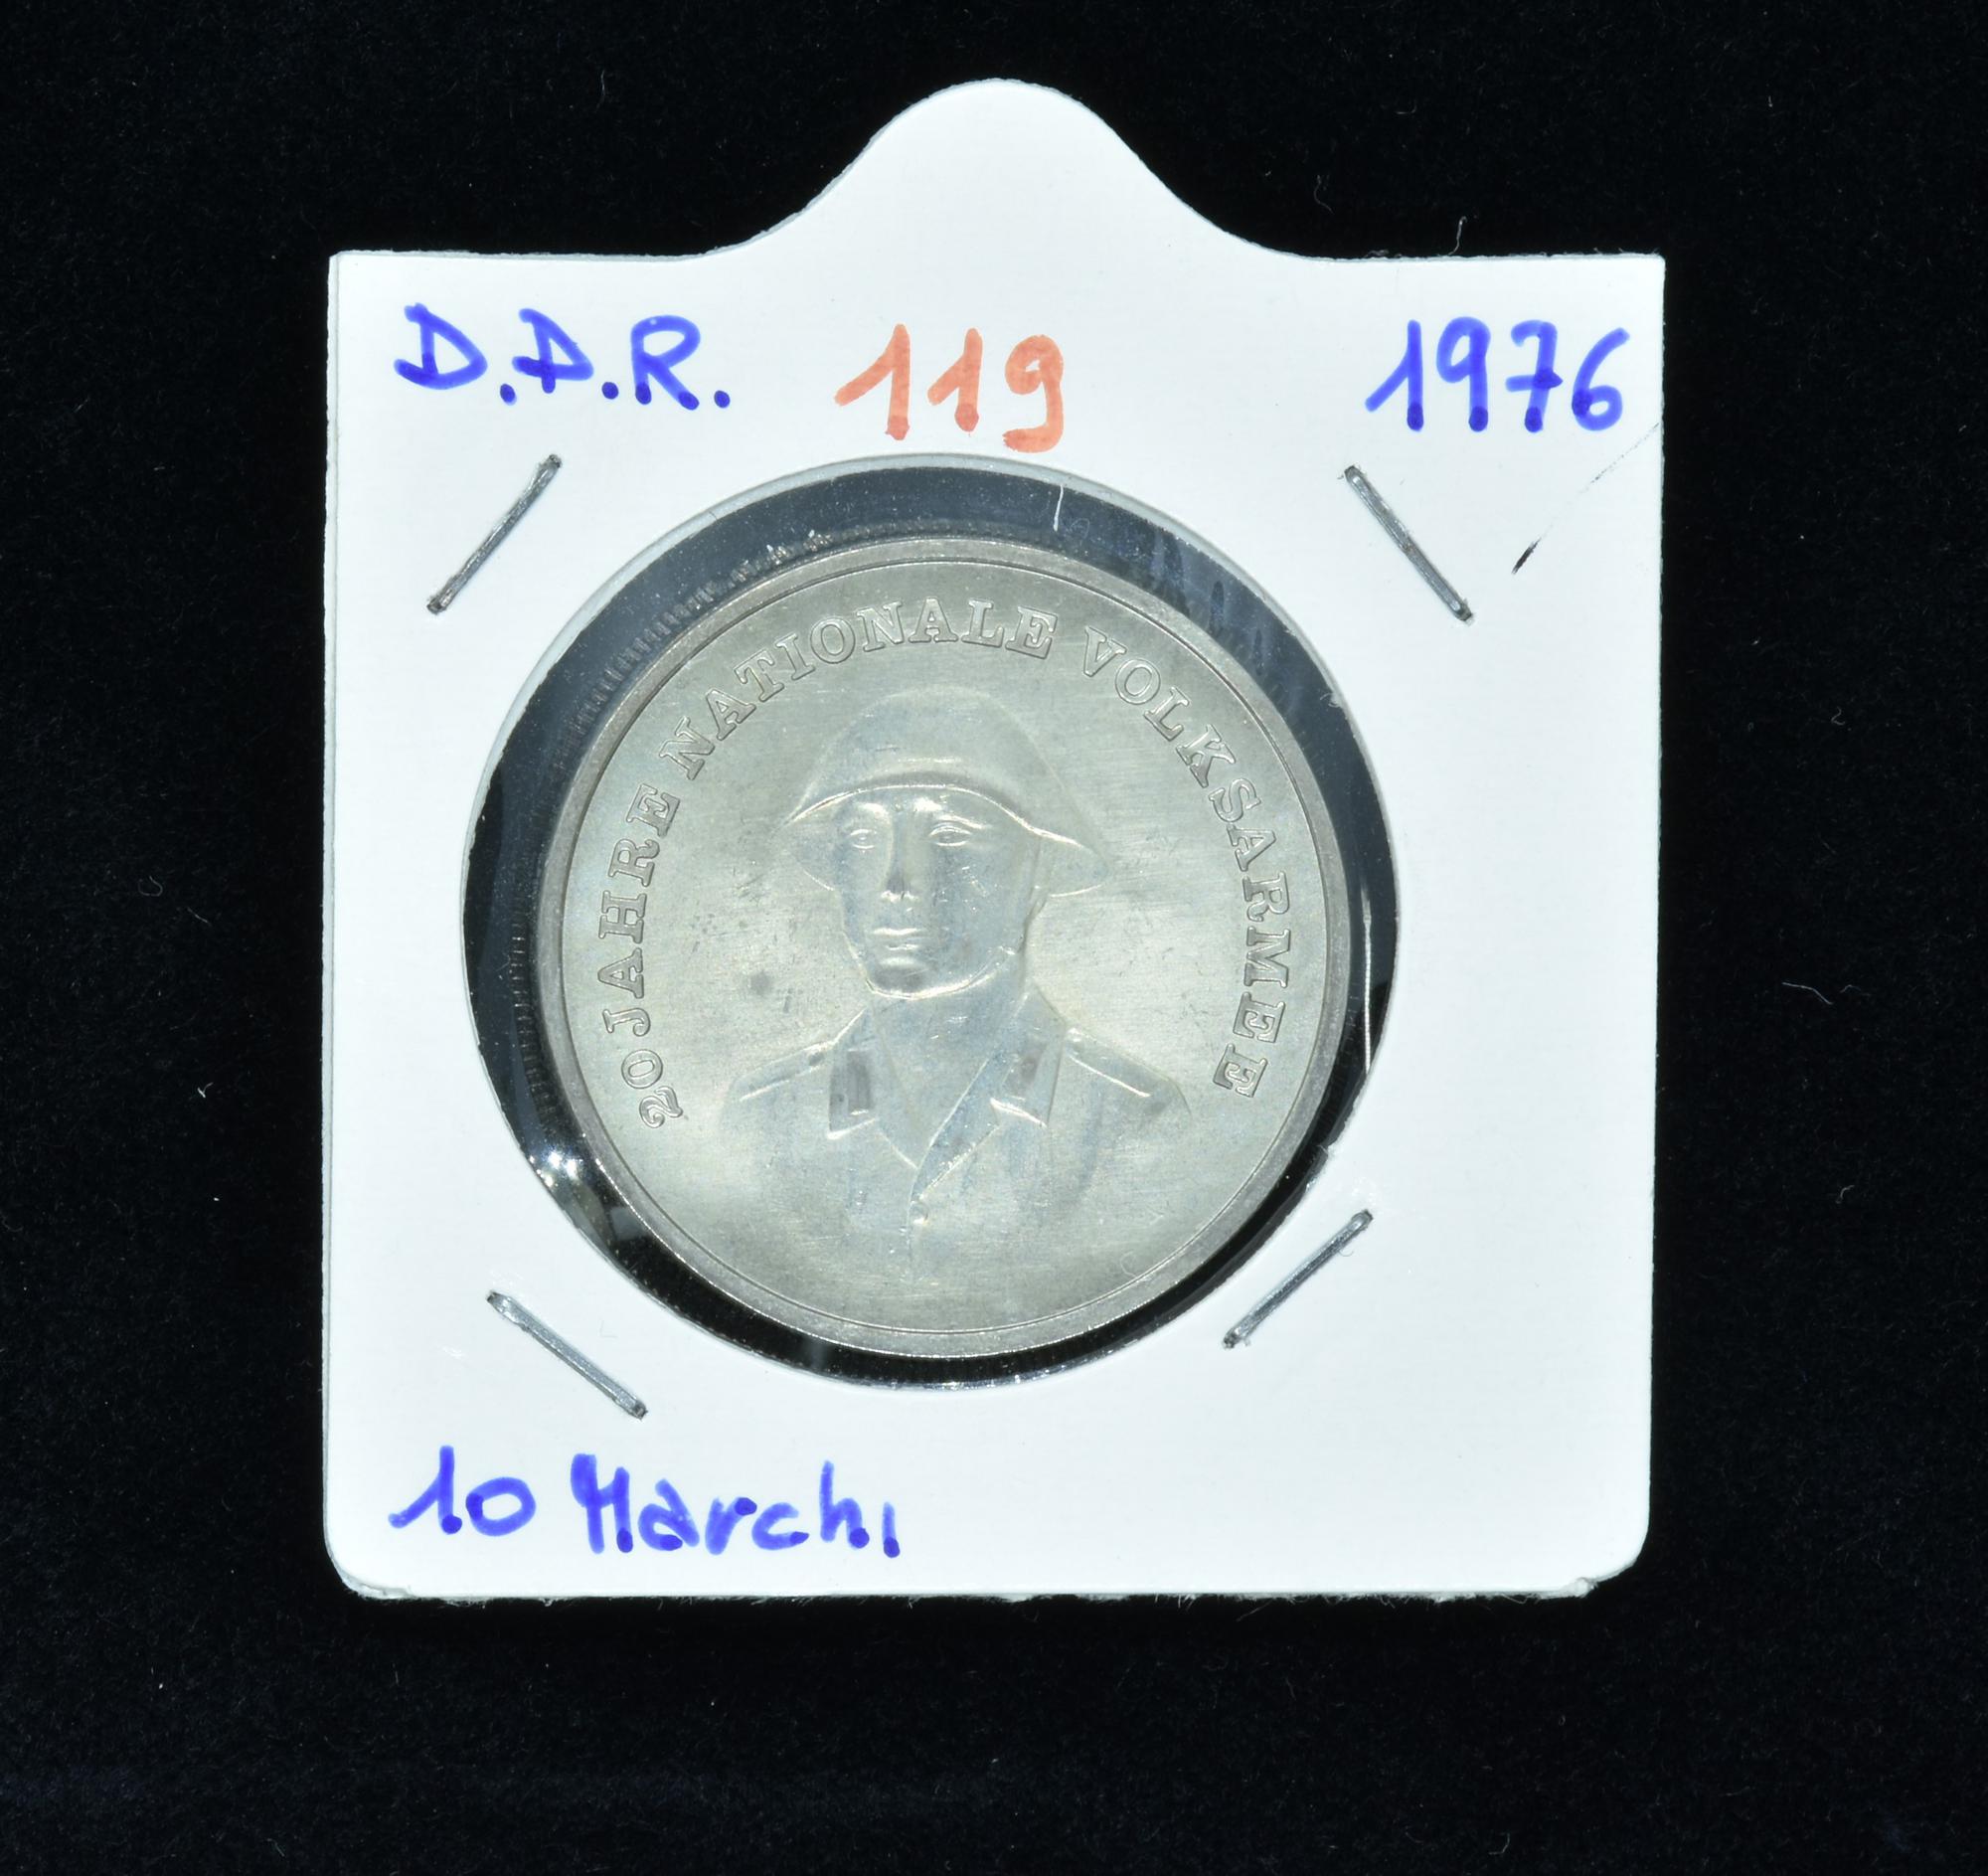 D.D.R. 119 1976
20 JAHRE NATIONALE VOLKSARMEE
10 Marchi